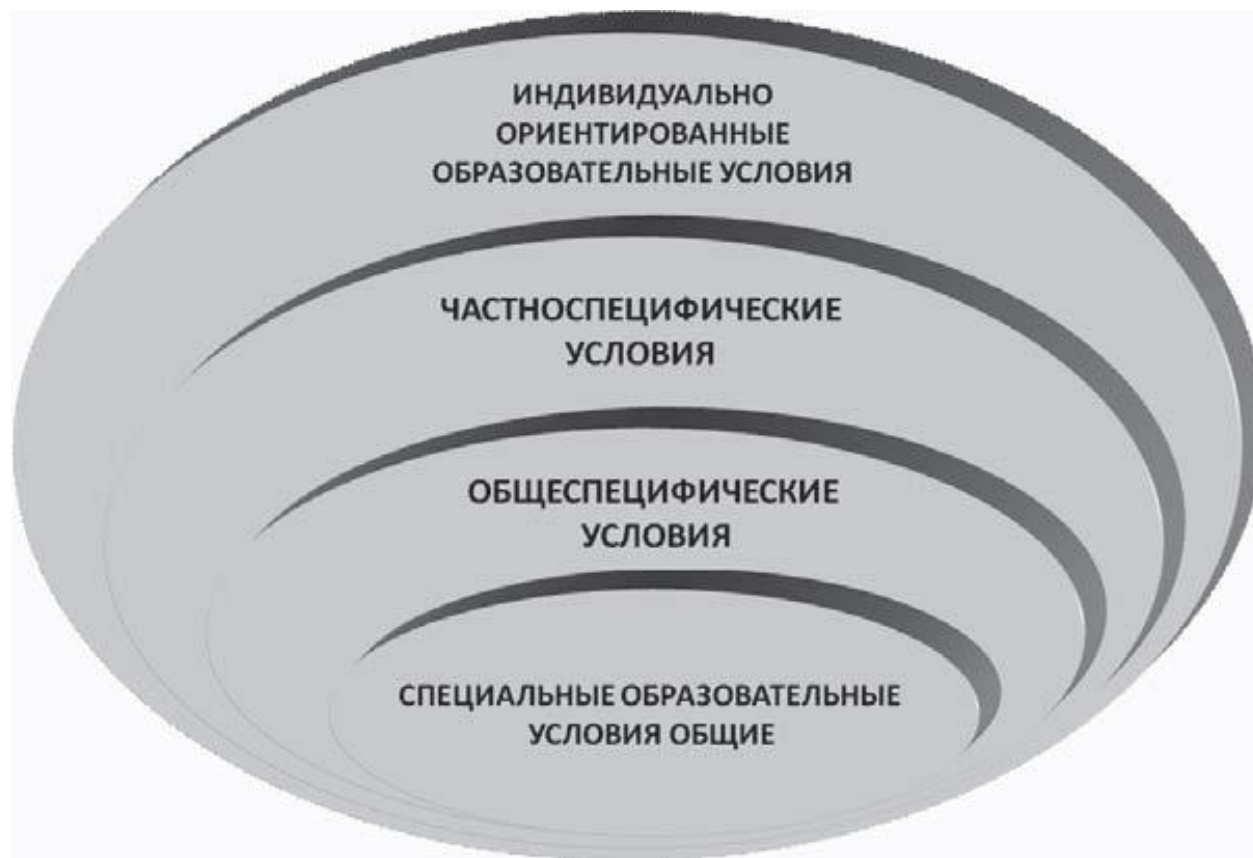 ИНДИВИДУАЛЬНО
ОРИЕНТИРОВАННЫЕ
ОБРАЗОВАТЕЛЬНЫЕ УСЛОВИЯ
ЧАСТНОСПЕЦИФИЧЕСКИЕ
УСЛОВИЯ
ОБЩЕСПЕЦИФИЧЕСКИЕ
УСЛОВИЯ
СПЕЦИАЛЬНЫЕ ОБРАЗОВАТЕЛЬНЫЕ
УСЛОВИЯ ОБЩИЕ